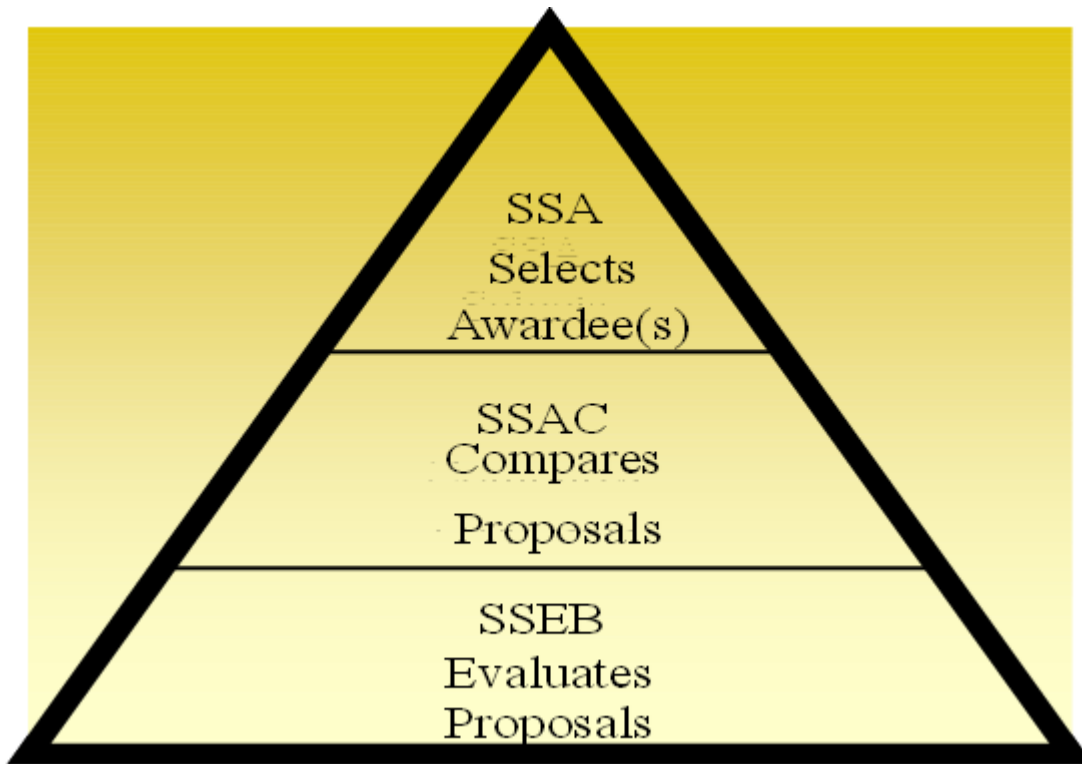 SSA
Selects
Awardee(s)
SSAC
Compares
Proposals
SSEB
Evaluates
Proposals